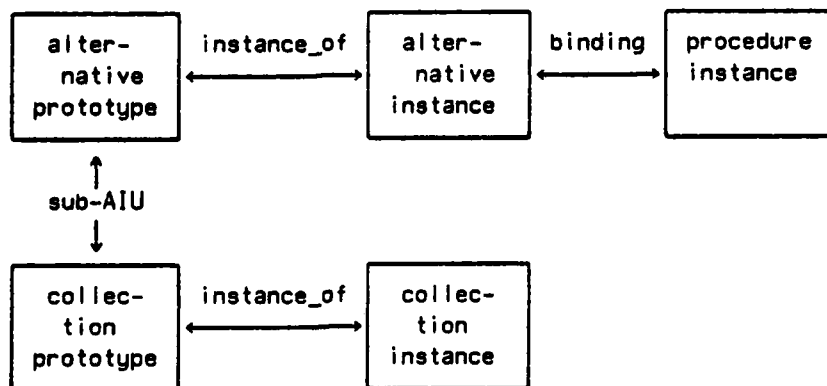 alter-
native
prototype
instance_of
alter-
native
instance
binding
procedure
instance
sub-AIU
collec-
tion
prototype
instance_of
collec-
tion
instance